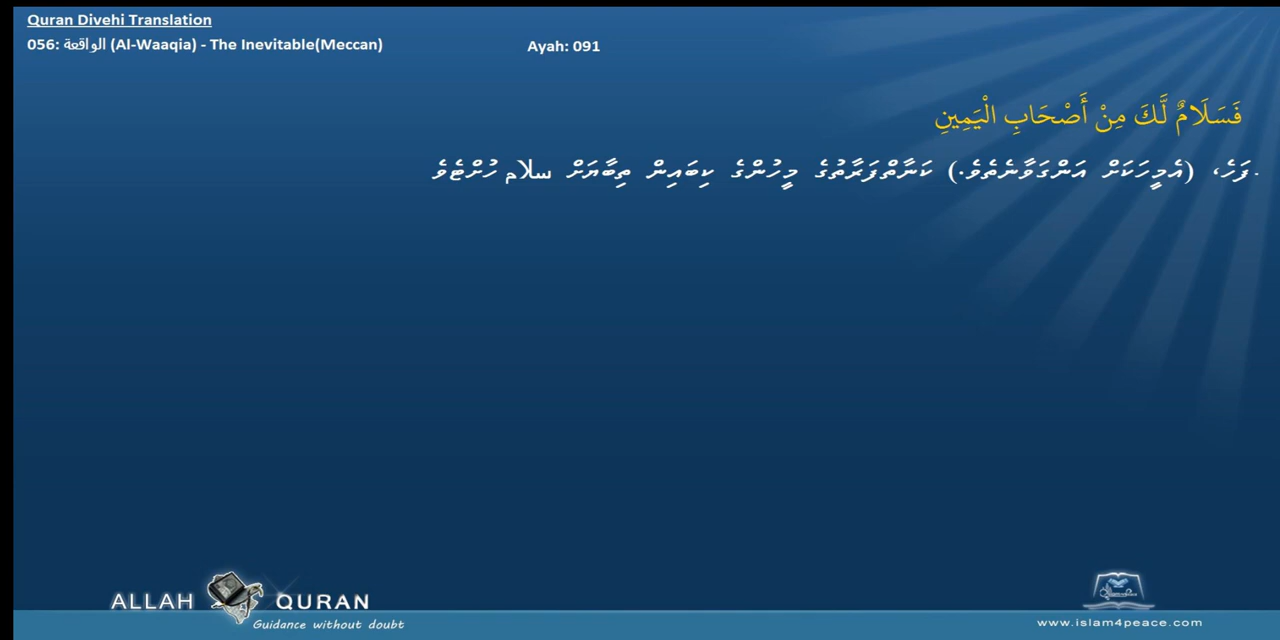 Quran Divehi Translation
056: الواقعة (Al-Waaqia) - The Inevitable(Meccan)
Ayah: 091
فَسَلَامٌ لَّكَ مِنْ أَصْحَابِ الْيَمِينِ
.ފަހެ، (އެމީހަކަށް އަންގަވާނެތެވެ.) ކަނާތްފަރާތުގެ މީހުންގެ ކިބައިން ތިބާޔަށް سلام ހުށްޓެވެ
ALLAH QURAN
Guidance without doubt
www.islam4peace.com